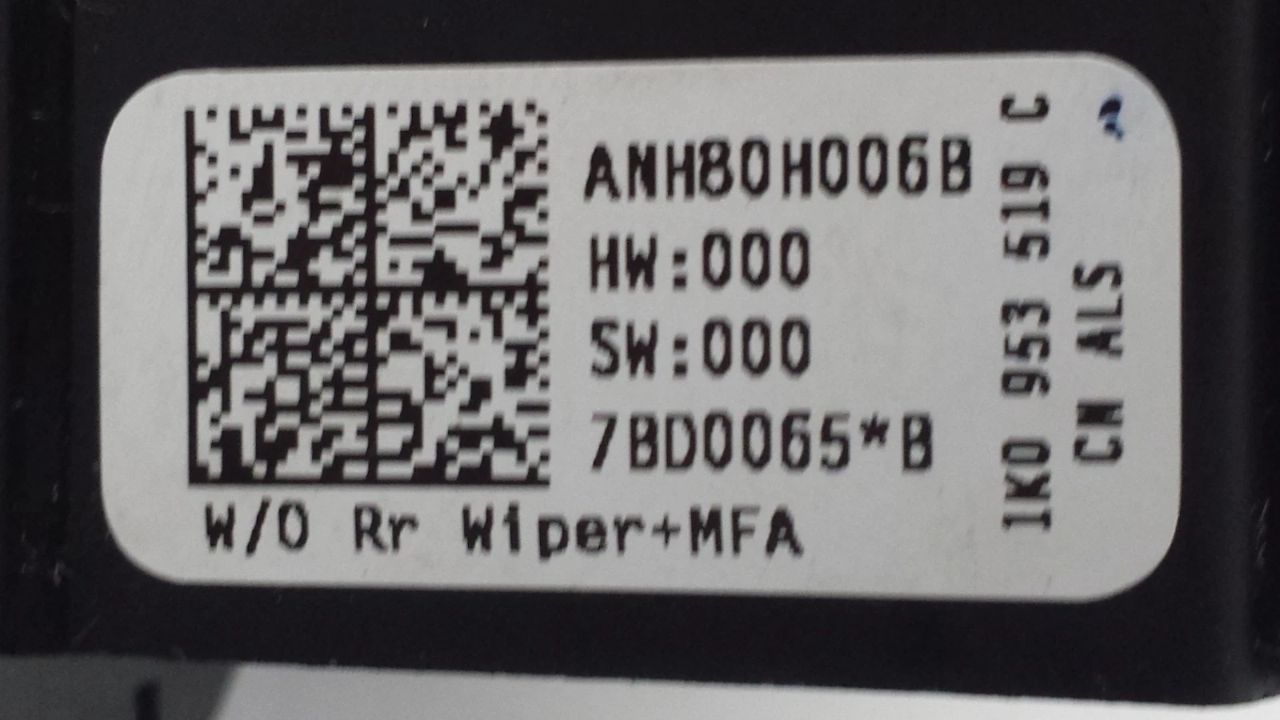 ANH80H006B
HW:000
SW:000
7BD0065*B
W/O Rr Wiper+MFA
1K0 953 519 C
CN ALS